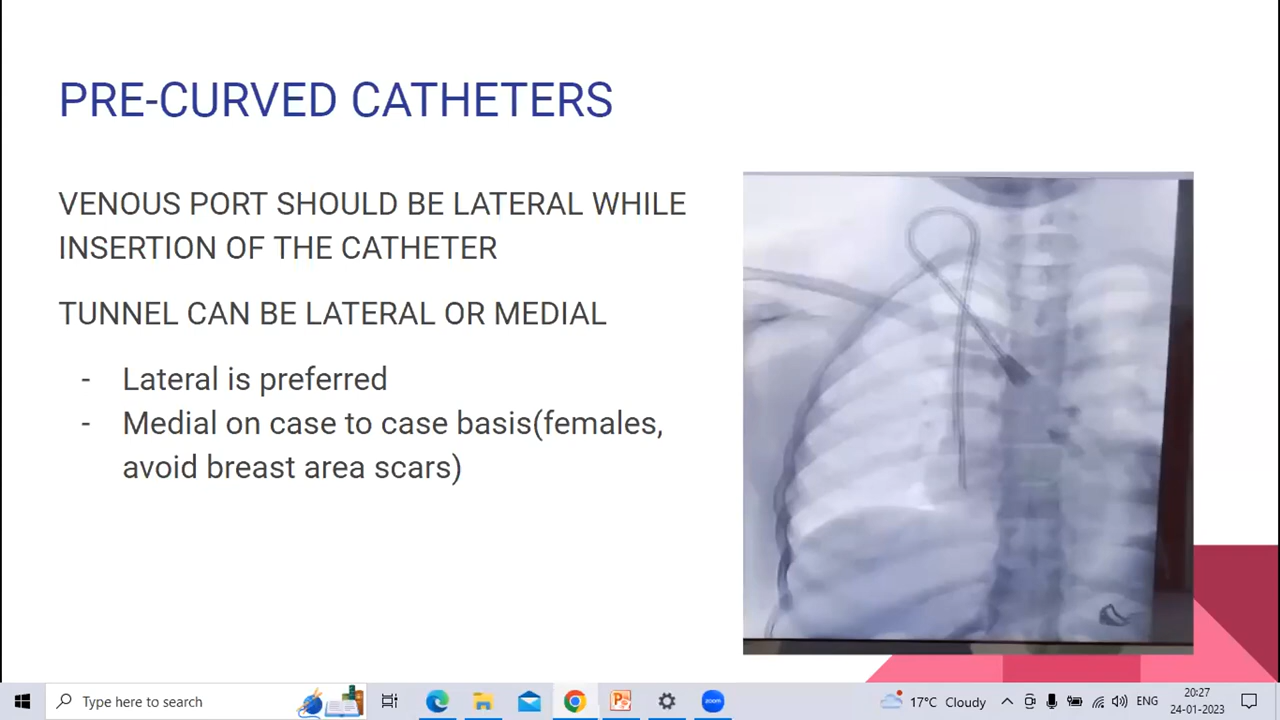 PRE-CURVED CATHETERS
VENOUS PORT SHOULD BE LATERAL WHILE
INSERTION OF THE CATHETER
TUNNEL CAN BE LATERAL OR MEDIAL
- Lateral is preferred
- Medial on case to case basis(females,
avoid breast area scars)
Type here to search
17°C Cloudy
ENG
20:27
24-01-2023